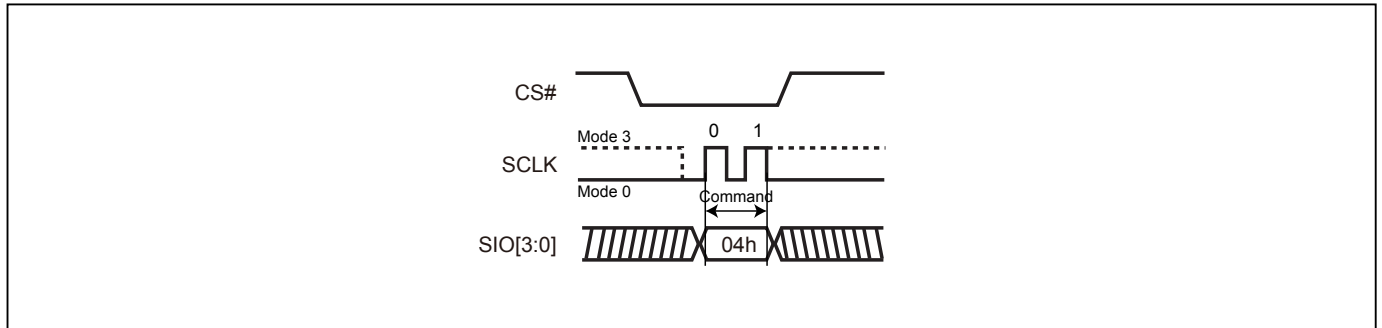 CS#
Mode 3
0 1
SCLK
Mode 0
Command
SIO[3:0]
04h